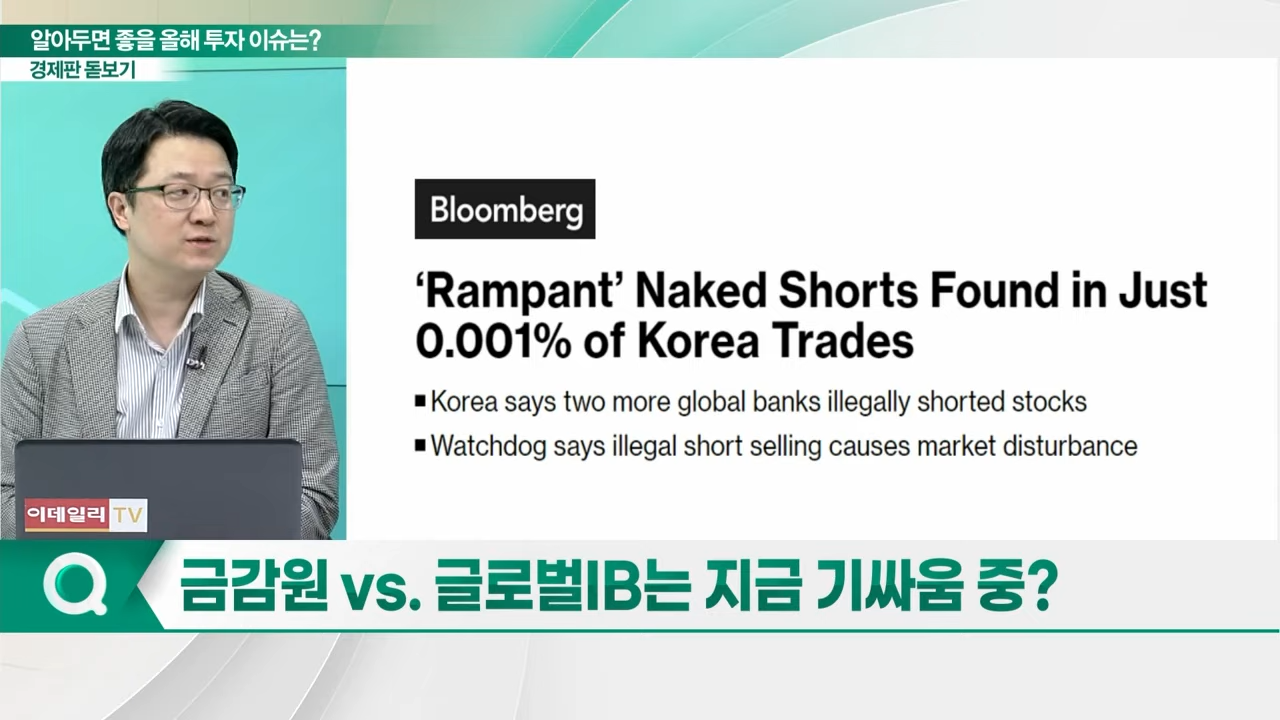 알아두면 좋을 올해 투자 이슈는?
경제판 돋보기
Bloomberg
‘Rampant’ Naked Shorts Found in Just
0.001% of Korea Trades
■ Korea says two more global banks illegally shorted stocks
■ Watchdog says illegal short selling causes market disturbance
이데일리 TV
Q 금감원 vs. 글로벌IB는 지금 기싸움 중?